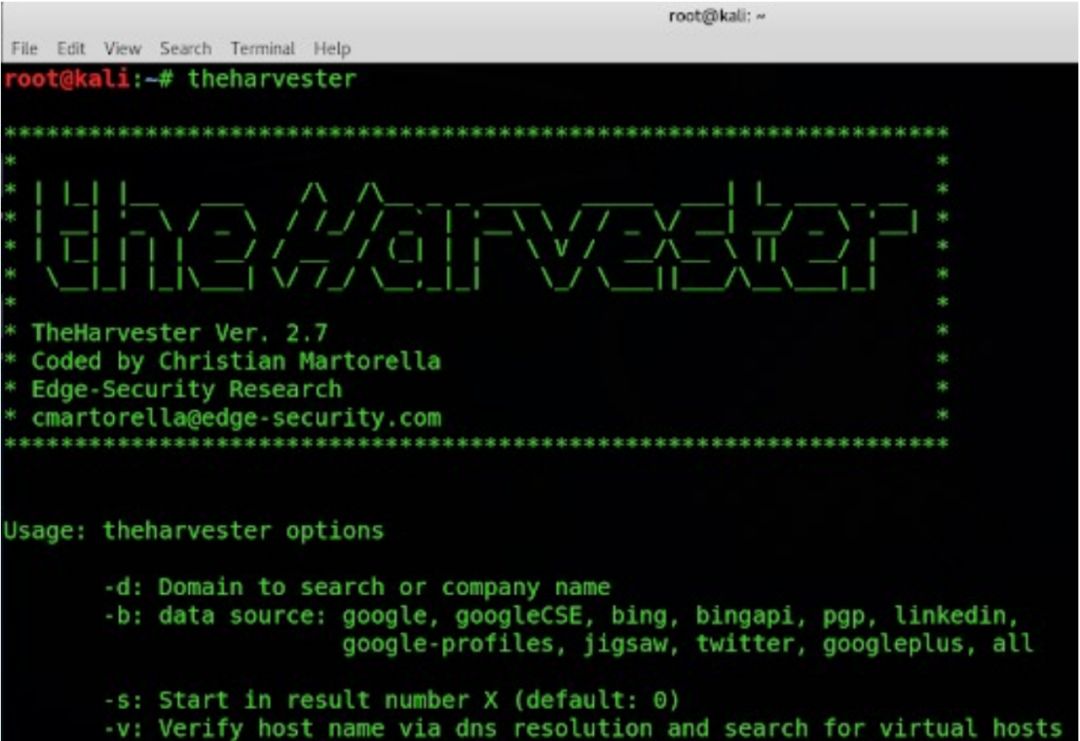 root@kali: ~
File Edit View Search Terminal Help
root@kali:~# theharvester
*******************************************************************
* *
* the Harvester *
* *
* TheHarvester Ver. 2.7 *
* Coded by Christian Martorella *
* Edge-Security Research *
* cmartorella@edge-security.com *
*******************************************************************
Usage: theharvester options
-d: Domain to search or company name
-b: data source: google, googleCSE, bing, bingapi, pgp, linkedin,
google-profiles, jigsaw, twitter, googleplus, all
-s: Start in result number X (default: 0)
-v: Verify host name via dns resolution and search for virtual hosts